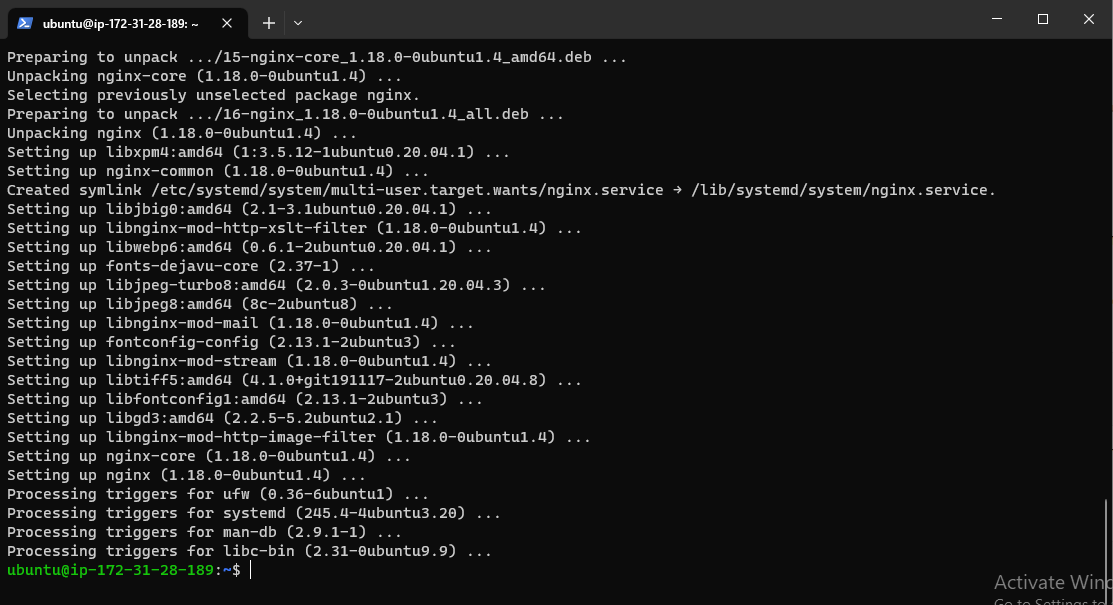 ubuntu@ip-172-31-28-189: ~
Preparing to unpack .../15-nginx-core_1.18.0-0ubuntu1.4_amd64.deb ...
Unpacking nginx-core (1.18.0-0ubuntu1.4) ...
Selecting previously unselected package nginx.
Preparing to unpack .../16-nginx_1.18.0-0ubuntu1.4_all.deb ...
Unpacking nginx (1.18.0-0ubuntu1.4) ...
Setting up libxpm4:amd64 (1:3.5.12-1ubuntu0.20.04.1) ...
Setting up nginx-common (1.18.0-0ubuntu1.4) ...
Created symlink /etc/systemd/system/multi-user.target.wants/nginx.service → /lib/systemd/system/nginx.service.
Setting up libjbig0:amd64 (2.1-3.1ubuntu0.20.04.1) ...
Setting up libnginx-mod-http-xslt-filter (1.18.0-0ubuntu1.4) ...
Setting up libwebp6:amd64 (0.6.1-2ubuntu0.20.04.1) ...
Setting up fonts-dejavu-core (2.37-1) ...
Setting up libjpeg-turbo8:amd64 (2.0.3-0ubuntu1.20.04.3) ...
Setting up libjpeg8:amd64 (8c-2ubuntu8) ...
Setting up libnginx-mod-mail (1.18.0-0ubuntu1.4) ...
Setting up fontconfig-config (2.13.1-2ubuntu3) ...
Setting up libnginx-mod-stream (1.18.0-0ubuntu1.4) ...
Setting up libtiff5:amd64 (4.1.0+git191117-2ubuntu0.20.04.8) ...
Setting up libfontconfig1:amd64 (2.13.1-2ubuntu3) ...
Setting up libgd3:amd64 (2.2.5-5.2ubuntu2.1) ...
Setting up libnginx-mod-http-image-filter (1.18.0-0ubuntu1.4) ...
Setting up nginx-core (1.18.0-0ubuntu1.4) ...
Setting up nginx (1.18.0-0ubuntu1.4) ...
Processing triggers for ufw (0.36-6ubuntu1) ...
Processing triggers for systemd (245.4-4ubuntu3.20) ...
Processing triggers for man-db (2.9.1-1) ...
Processing triggers for libc-bin (2.31-0ubuntu9.9) ...
ubuntu@ip-172-31-28-189:~$
Activate Wind
Go to Settings to